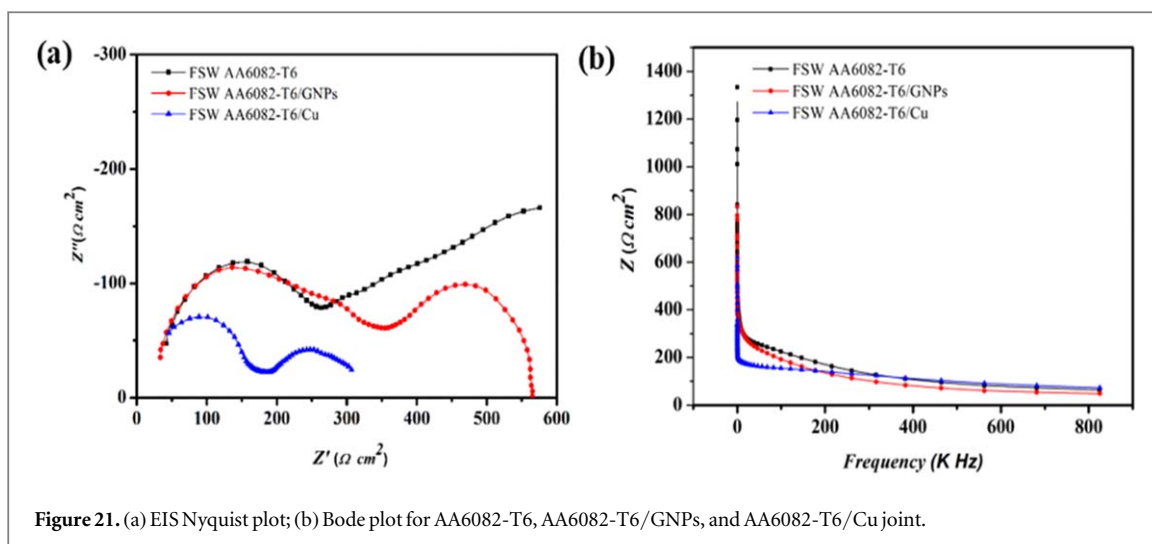 (a)
-300
-200
-100
0
Z''(Ω cm²)
FSW AA6082-T6
FSW AA6082-T6/GNPs
FSW AA6082-T6/Cu
0 100 200 300 400 500 600
Z' (Ω cm²)
(b)
1400
1200
1000
800
600
400
200
0
Z (Ω cm²)
FSW AA6082-T6
FSW AA6082-T6/GNPs
FSW AA6082-T6/Cu
0 200 400 600 800
Frequency (K Hz)
Figure 21. (a) EIS Nyquist plot; (b) Bode plot for AA6082-T6, AA6082-T6/GNPs, and AA6082-T6/Cu joint.